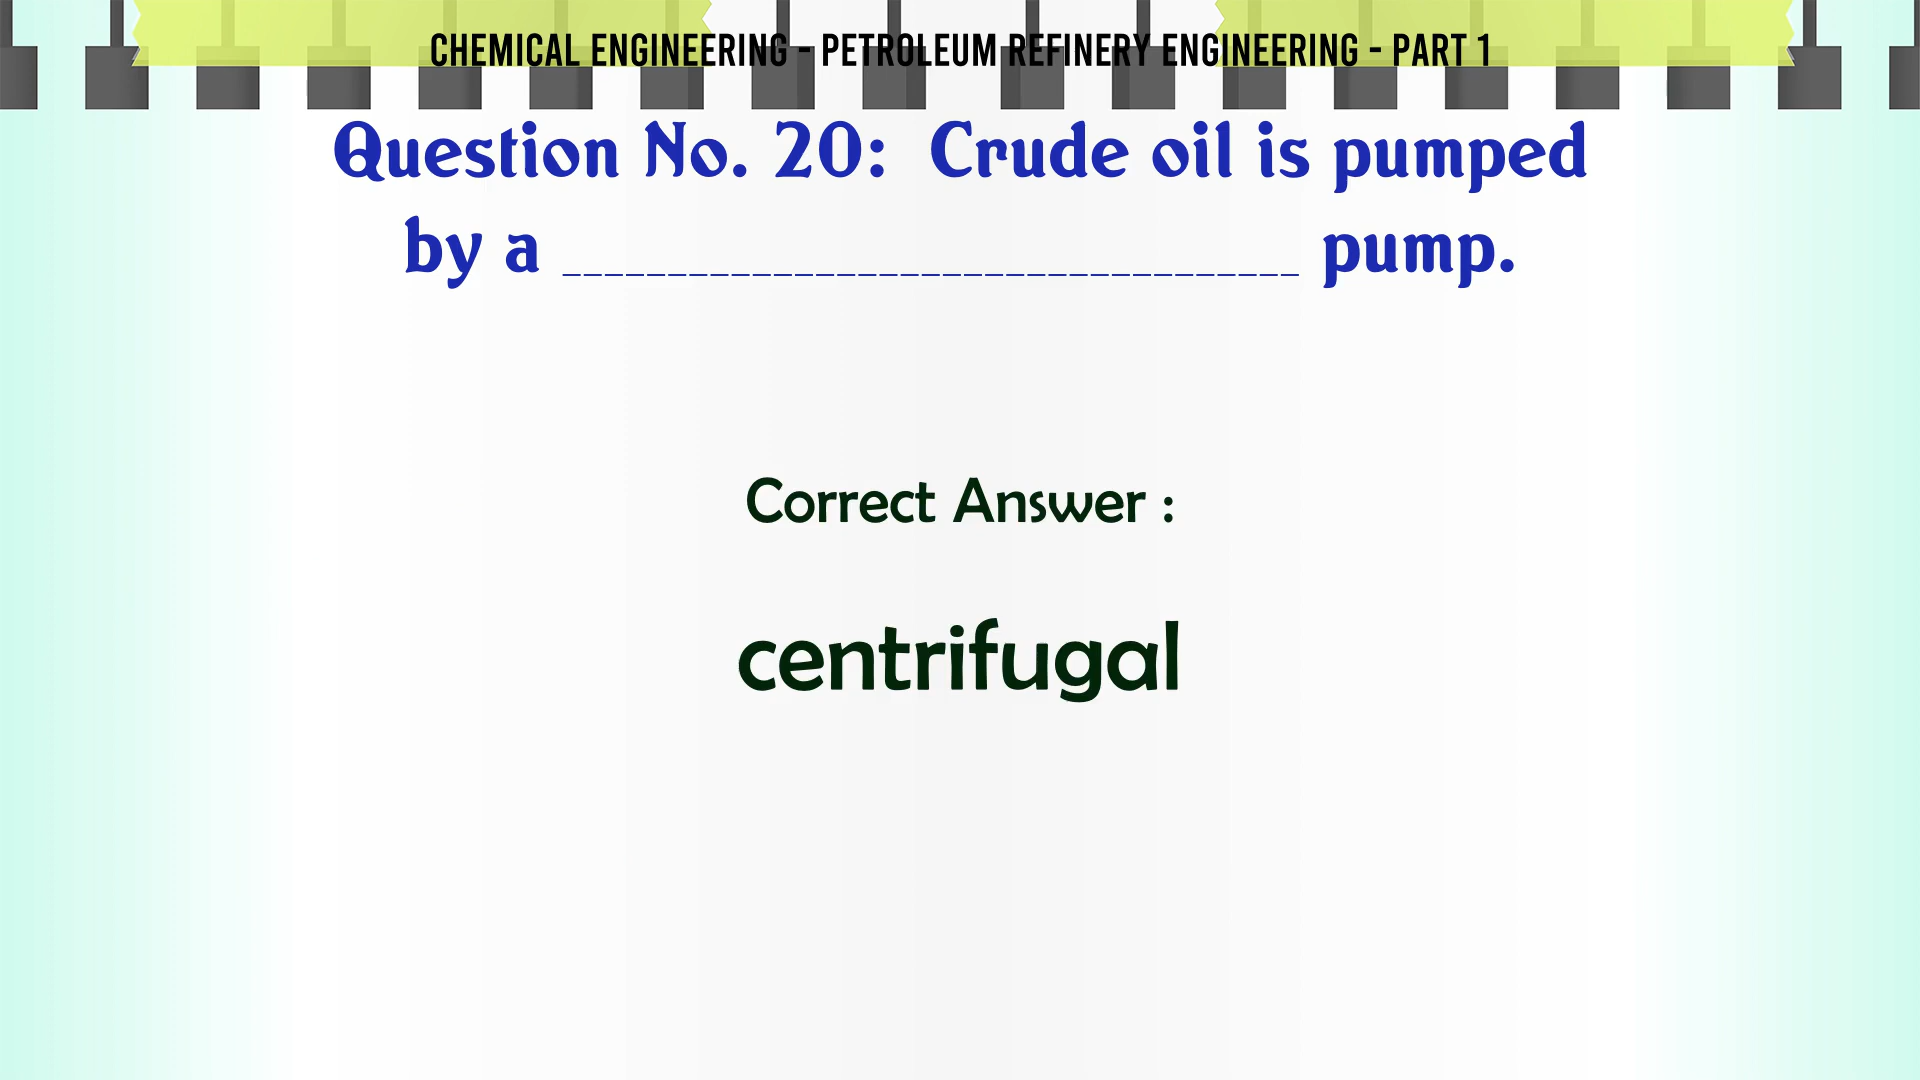 CHEMICAL ENGINEERING - PETROLEUM REFINERY ENGINEERING - PART 1
Question No. 20: Crude oil is pumped
by a ___________________________________ pump.
Correct Answer :
centrifugal